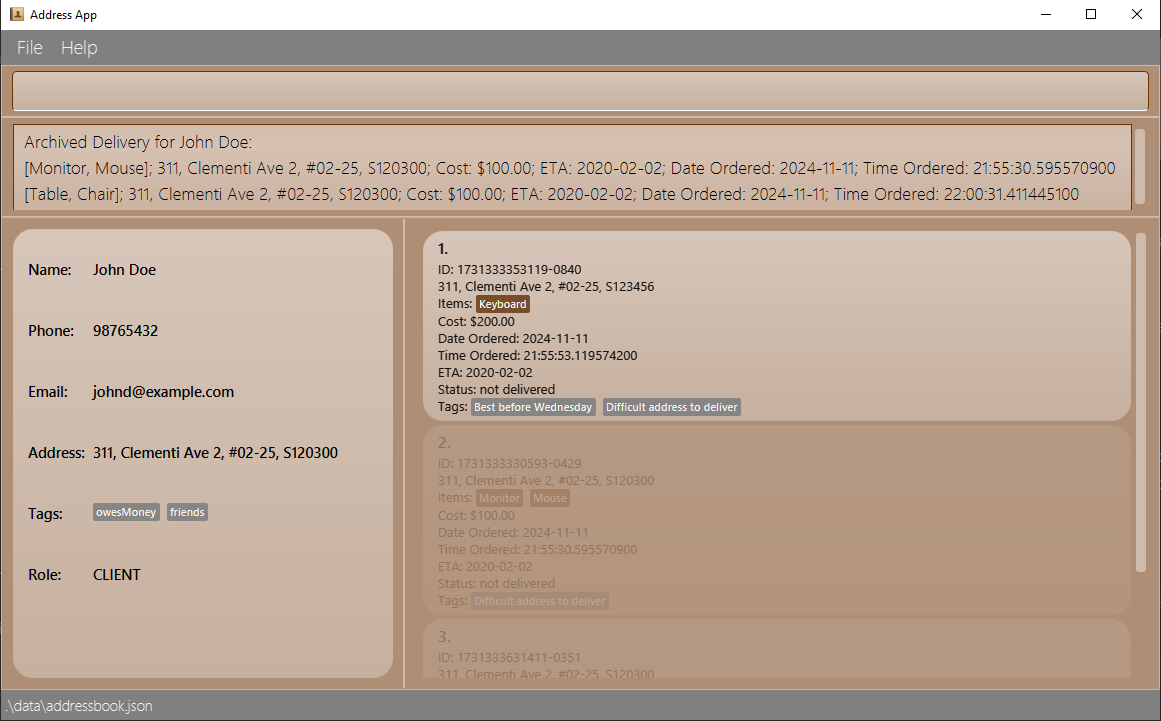 Address App
File Help
Archived Delivery for John Doe:
[Monitor, Mouse]; 311, Clementi Ave 2, #02-25, S120300; Cost: $100.00; ETA: 2020-02-02; Date Ordered: 2024-11-11; Time Ordered: 21:55:30.595570900
[Table, Chair]; 311, Clementi Ave 2, #02-25, S120300; Cost: $100.00; ETA: 2020-02-02; Date Ordered: 2024-11-11; Time Ordered: 22:00:31.411445100
Name: John Doe
Phone: 98765432
Email: johnd@example.com
Address: 311, Clementi Ave 2, #02-25, S120300
Tags: owesMoney friends
Role: CLIENT
1.
ID: 1731333353119-0840
311, Clementi Ave 2, #02-25, S123456
Items: Keyboard
Cost: $200.00
Date Ordered: 2024-11-11
Time Ordered: 21:55:53.119574200
ETA: 2020-02-02
Status: not delivered
Tags: Best before Wednesday Difficult address to deliver
2.
ID: 1731333330593-0429
311, Clementi Ave 2, #02-25, S120300
Items: Monitor Mouse
Cost: $100.00
Date Ordered: 2024-11-11
Time Ordered: 21:55:30.595570900
ETA: 2020-02-02
Status: not delivered
Tags: Difficult address to deliver
3.
ID: 1731333631411-0351
311, Clementi Ave 2, #02-25, S120300
.\data\addressbook.json